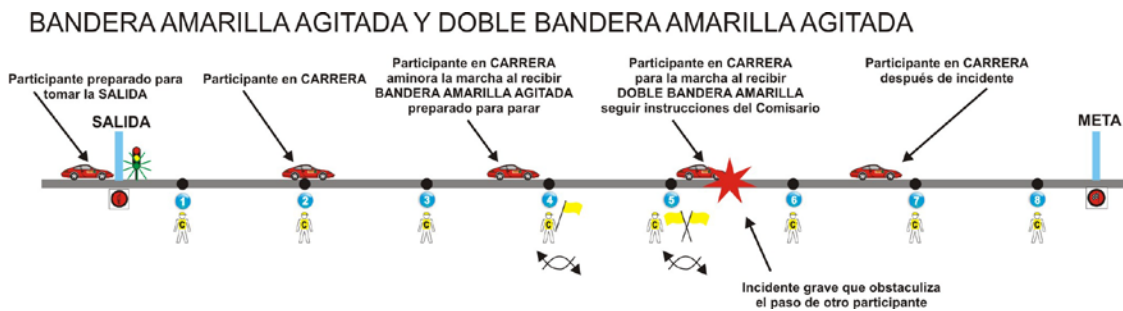 BANDERA AMARILLA AGITADA Y DOBLE BANDERA AMARILLA AGITADA
Participante preparado para
tomar la SALIDA
Participante en CARRERA
Participante en CARRERA
aminora la marcha al recibir
BANDERA AMARILLA AGITADA
preparado para parar
Participante en CARRERA
para la marcha al recibir
DOBLE BANDERA AMARILLA
seguir instrucciones del Comisario
Participante en CARRERA
después de incidente
SALIDA
META
1
2
3
4
5
6
7
8
C
C
C
C
C
C
C
C
Incidente grave que obstaculiza
el paso de otro participante